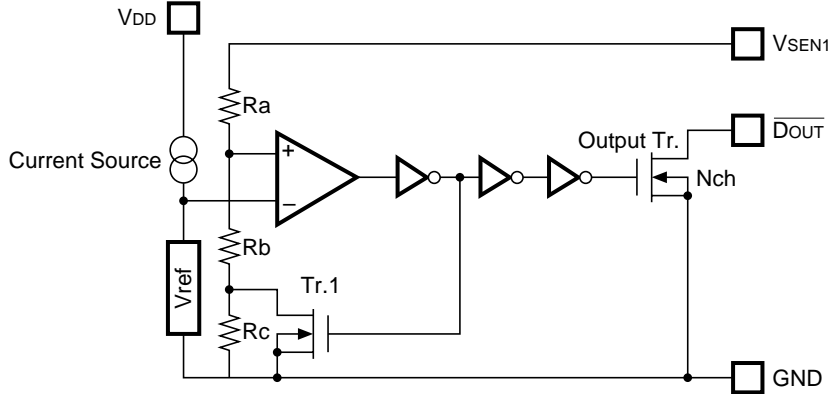 VDD
VSEN1
Ra
DOUT
Output Tr.
Current Source
+
−
Nch
Rb
Vref
Tr.1
Rc
GND